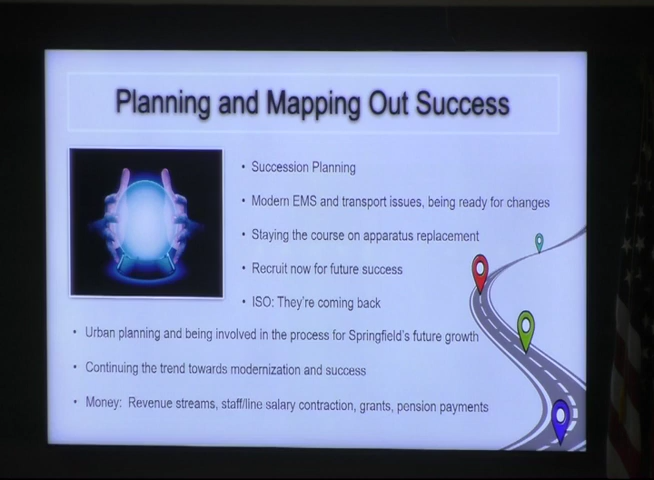 Planning and Mapping Out Success
• Succession Planning
• Modern EMS and transport issues, being ready for changes
• Staying the course on apparatus replacement
• Recruit now for future success
• ISO: They're coming back
• Urban planning and being involved in the process for Springfield's future growth
• Continuing the trend towards modernization and success
• Money: Revenue streams, staff/line salary contraction, grants, pension payments